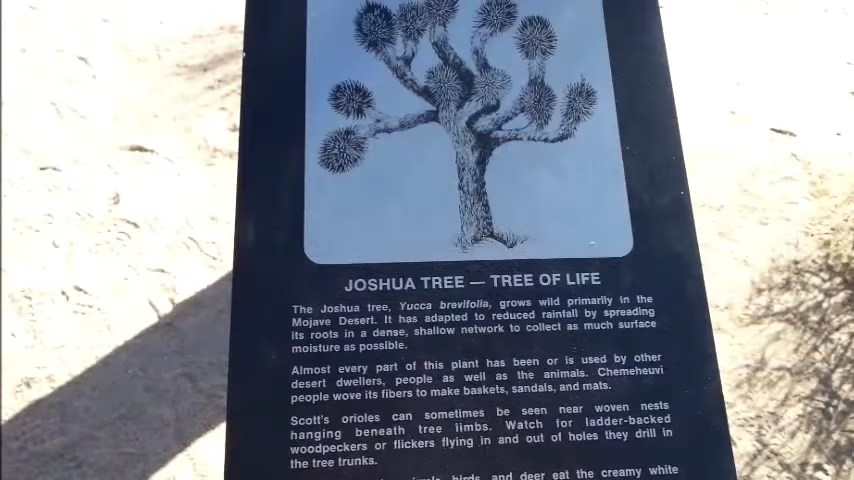 JOSHUA TREE — TREE OF LIFE
The Joshua tree, Yucca brevifolia, grows wild primarily in the
Mojave Desert. It has adapted to reduced rainfall by spreading
its roots in a dense, shallow network to collect as much surface
moisture as possible.
Almost every part of this plant has been or is used by other
desert dwellers, people as well as the animals. Chemehuevi
people wove its fibers to make baskets, sandals, and mats.
Scott's orioles can sometimes be seen near woven nests
hanging beneath tree limbs. Watch for ladder-backed
woodpeckers or flickers flying in and out of holes they drill in
the tree trunks.
birds, and deer eat the creamy white